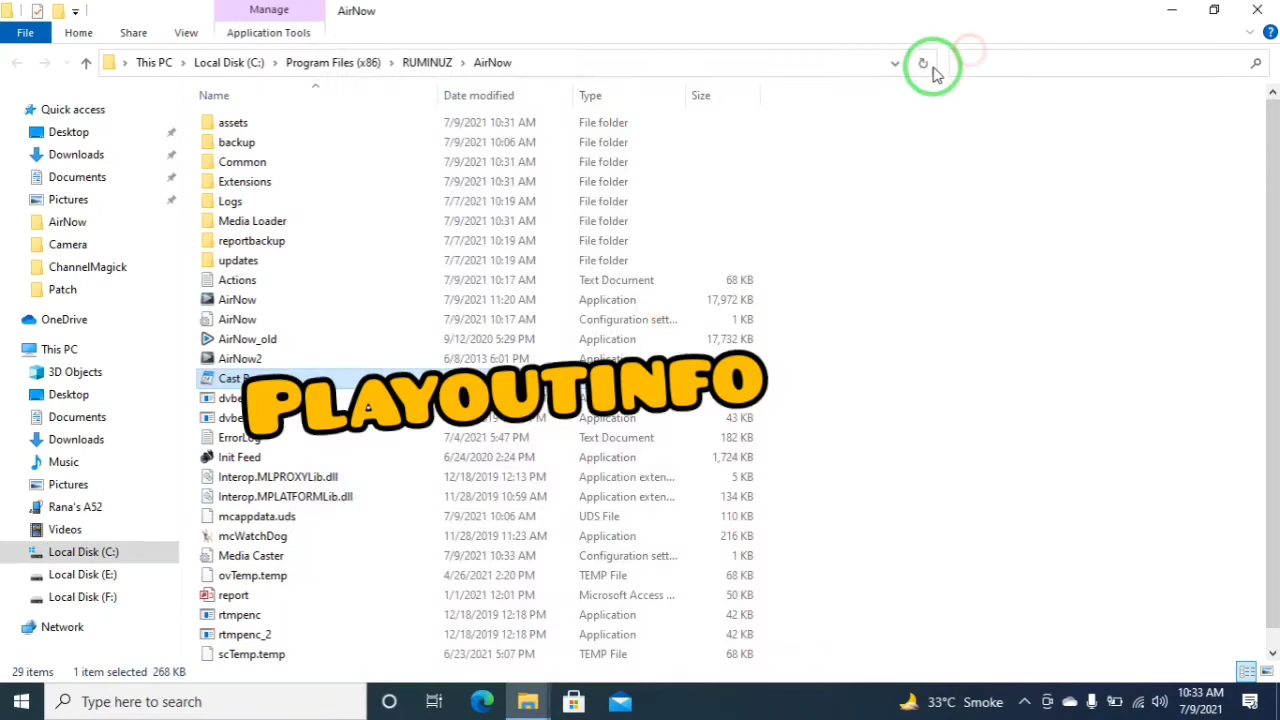 Manage
AirNow
File
Home
Share
View
Application Tools
This PC > Local Disk (C:) > Program Files (x86) > RUMINUZ > AirNow
Name
Date modified
Type
Size
Quick access
Desktop
Downloads
Documents
Pictures
AirNow
Camera
ChannelMagick
Patch
OneDrive
This PC
3D Objects
Desktop
Documents
Downloads
Music
Pictures
Rana's A52
Videos
Local Disk (C:)
Local Disk (E:)
Local Disk (F:)
Network
assets 7/9/2021 10:31 AM File folder
backup 7/9/2021 10:06 AM File folder
Common 7/9/2021 10:31 AM File folder
Extensions 7/9/2021 10:31 AM File folder
Logs 7/7/2021 10:19 AM File folder
Media Loader 7/9/2021 10:31 AM File folder
reportbackup 7/7/2021 10:19 AM File folder
updates 7/7/2021 10:19 AM File folder
Actions 7/9/2021 10:17 AM Text Document 68 KB
AirNow 7/9/2021 11:20 AM Application 17,972 KB
AirNow 7/9/2021 10:17 AM Configuration sett... 1 KB
AirNow_old 9/12/2020 5:29 PM Application 17,732 KB
AirNow2 6/8/2013 6:01 PM Application
Cast
PLAYOUTINFO
43 KB
ErrorLog 7/4/2021 5:47 PM Text Document 182 KB
Init Feed 6/24/2020 2:24 PM Application 1,724 KB
Interop.MLPROXYLib.dll 12/18/2019 12:13 PM Application exten... 5 KB
Interop.MPLATFORMLib.dll 11/28/2019 10:59 AM Application exten... 134 KB
mcappdata.uds 7/9/2021 10:06 AM UDS File 110 KB
mcWatchDog 11/28/2019 11:23 AM Application 216 KB
Media Caster 7/9/2021 10:33 AM Configuration sett... 1 KB
ovTemp.temp 4/26/2021 2:20 PM TEMP File 68 KB
report 1/1/2021 12:01 PM Microsoft Access ... 50 KB
rtmpenc 12/18/2019 12:18 PM Application 42 KB
rtmpenc_2 12/18/2019 12:18 PM Application 42 KB
scTemp.temp 6/23/2021 5:07 PM TEMP File 68 KB
29 items 1 item selected 268 KB
Type here to search
33°C Smoke
10:33 AM
7/9/2021